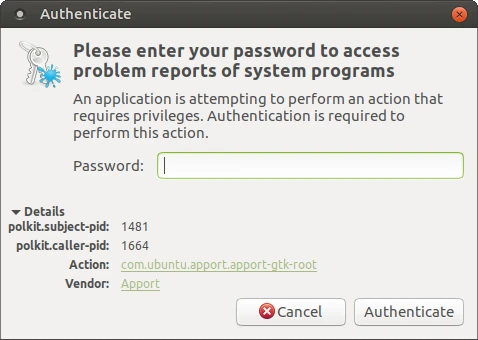 Authenticate
Please enter your password to access
problem reports of system programs
An application is attempting to perform an action that
requires privileges. Authentication is required to
perform this action.
Password:
Details
polkit.subject-pid: 1481
polkit.caller-pid: 1664
Action: com.ubuntu.apport.apport-gtk-root
Vendor: Apport
Cancel Authenticate